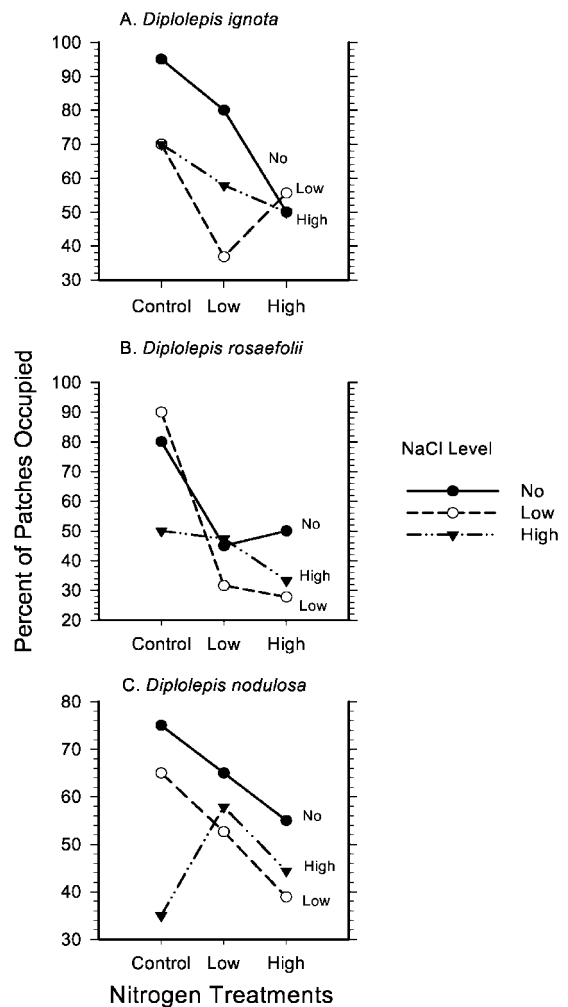 A. Diplolepis ignota
100
90
80
70
60
50
40
30
No
Low
High
Control Low High
B. Diplolepis rosaefolii
100
90
80
70
60
50
40
30
20
No
High
Low
Control Low High
C. Diplolepis nodulosa
80
70
60
50
40
30
No
High
Low
Control Low High
Percent of Patches Occupied
Nitrogen Treatments
NaCl Level
No
Low
High